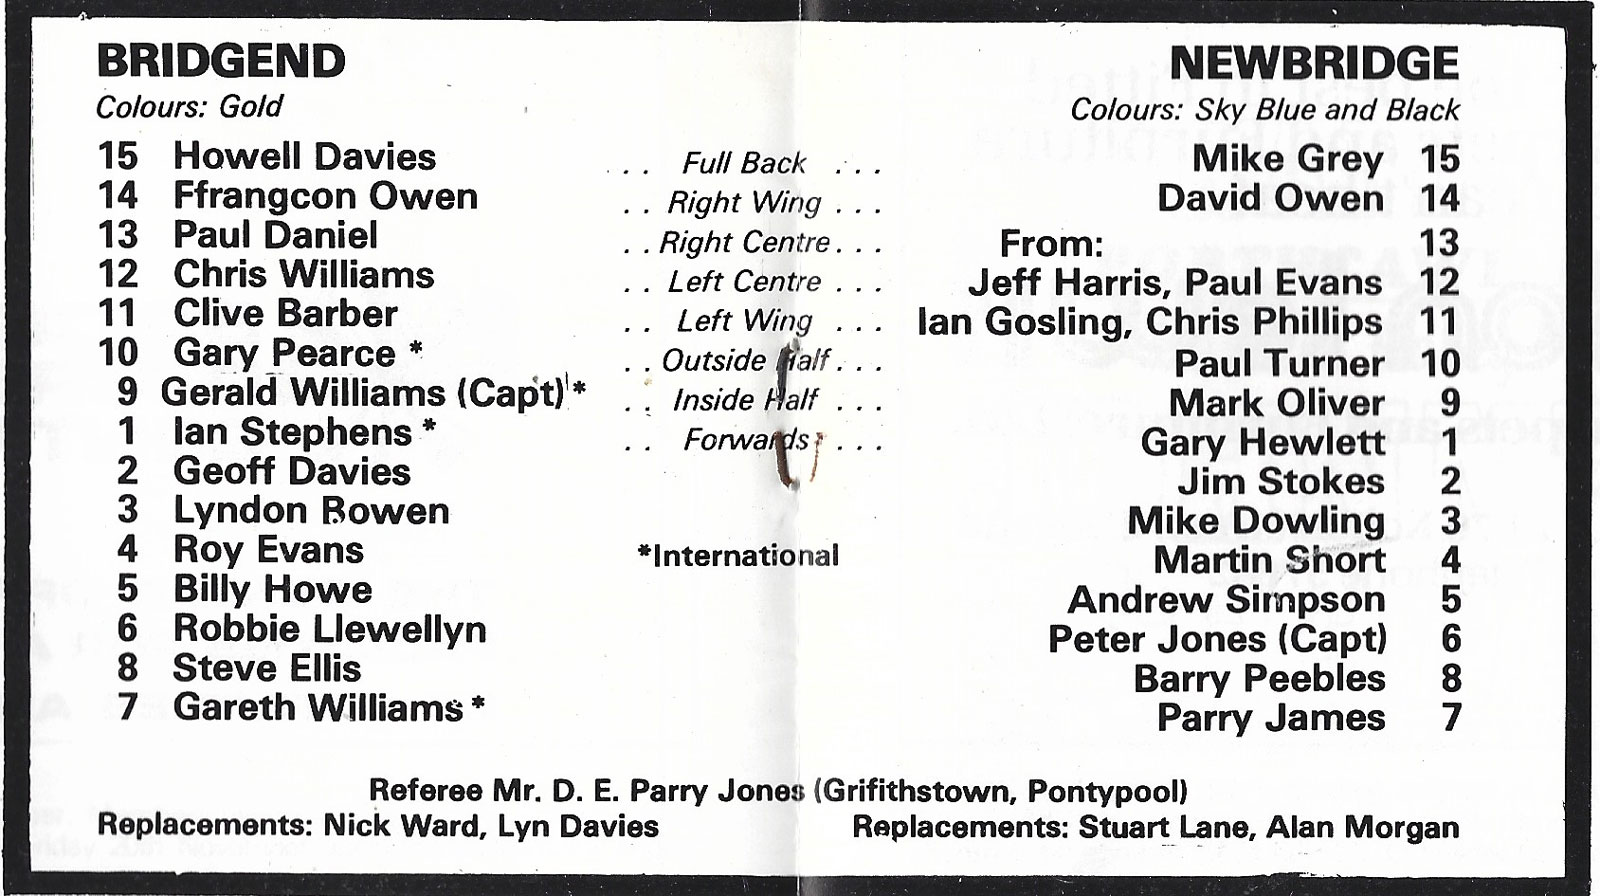 BRIDGEND NEWBRIDGE
Colours: Gold Colours: Sky Blue and Black
15 Howell Davies . . Full Back . . . Mike Grey 15
14 Ffrangcon Owen . . Right Wing . . . David Owen 14
13 Paul Daniel . . Right Centre . . . From: 13
12 Chris Williams . . Left Centre . . . Jeff Harris, Paul Evans 12
11 Clive Barber . . Left Wing . . . Ian Gosling, Chris Phillips 11
10 Gary Pearce * . . Outside Half . . . Paul Turner 10
9 Gerald Williams (Capt) * . . Inside Half . . . Mark Oliver 9
1 Ian Stephens * . . Forwards . . . Gary Hewlett 1
2 Geoff Davies Jim Stokes 2
3 Lyndon Bowen Mike Dowling 3
4 Roy Evans *International Martin Short 4
5 Billy Howe Andrew Simpson 5
6 Robbie Llewellyn Peter Jones (Capt) 6
8 Steve Ellis Barry Peebles 8
7 Gareth Williams * Parry James 7
Referee Mr. D. E. Parry Jones (Grifithstown, Pontypool)
Replacements: Nick Ward, Lyn Davies Replacements: Stuart Lane, Alan Morgan